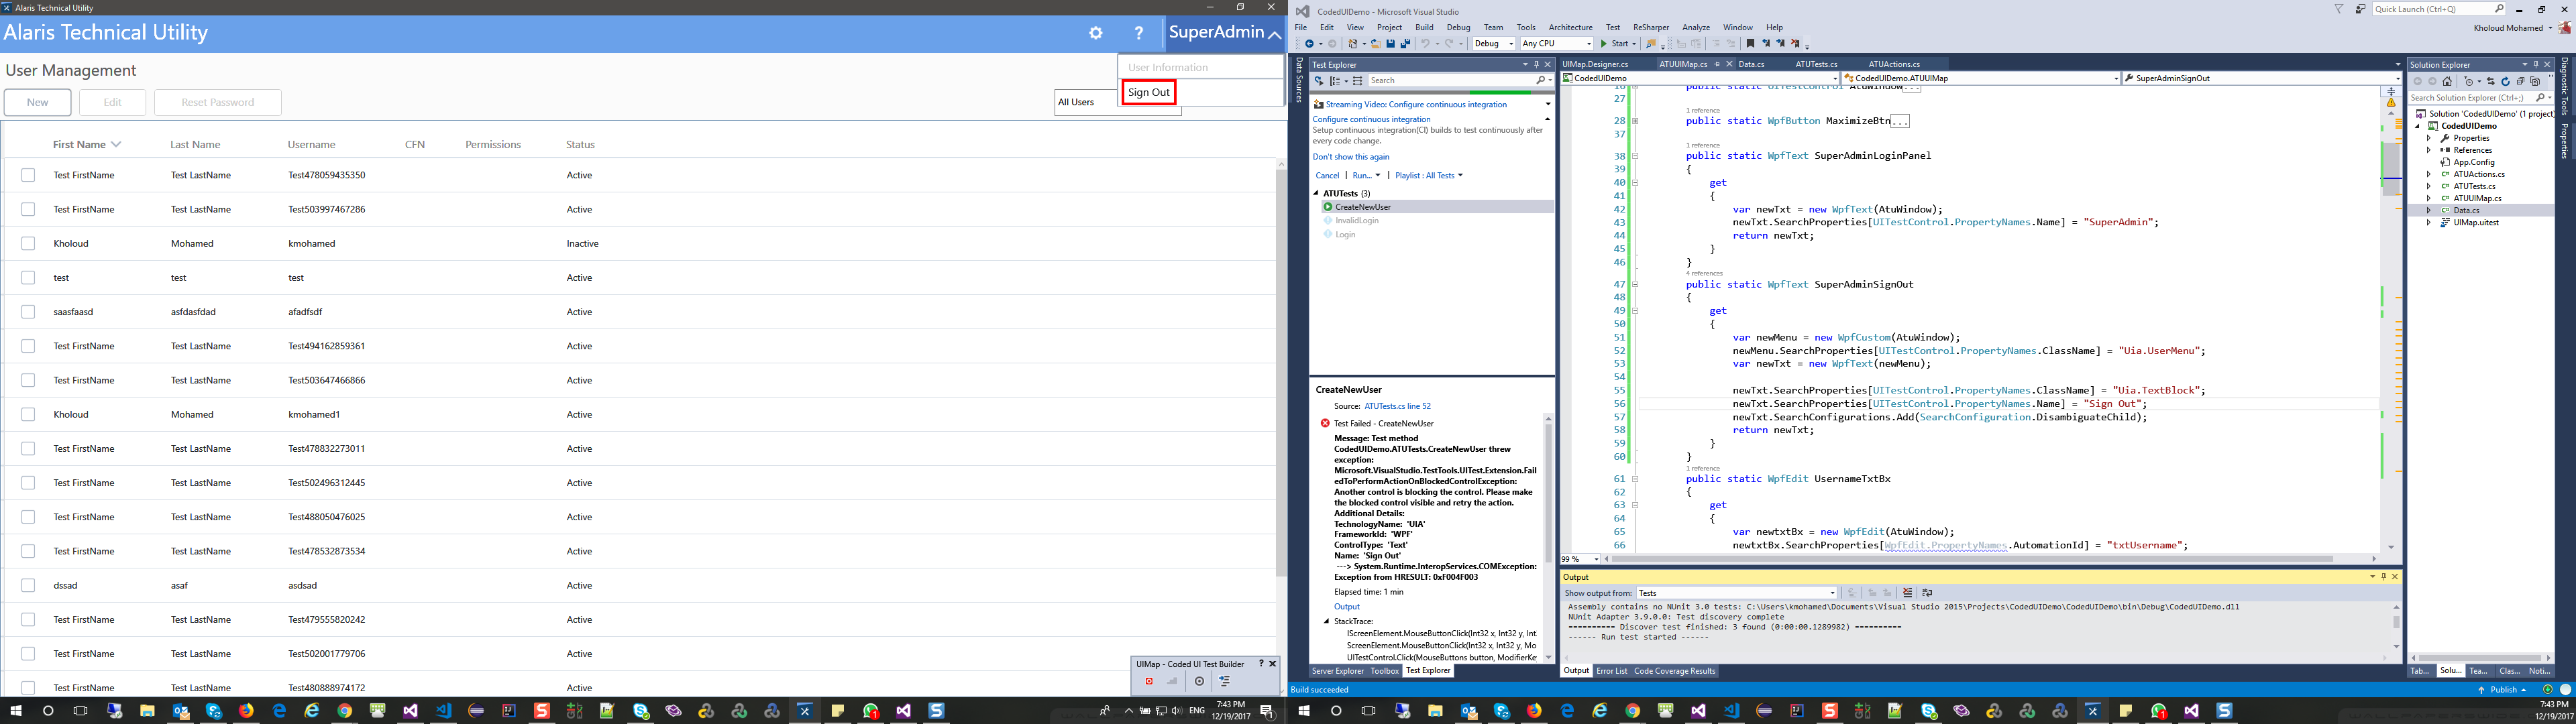 Alaris Technical Utility
Alaris Technical Utility
? SuperAdmin
User Information
Sign Out
User Management
New Edit Reset Password
All Users
First Name Last Name Username CFN Permissions Status
Test FirstName Test LastName Test478059435350 Active
Test FirstName Test LastName Test503997467286 Active
Kholoud Mohamed kmohamed Inactive
test test test Active
saasfaasd asfdasfdad afadfsdf Active
Test FirstName Test LastName Test494162859361 Active
Test FirstName Test LastName Test503647466866 Active
Kholoud Mohamed kmohamed1 Active
Test FirstName Test LastName Test478832273011 Active
Test FirstName Test LastName Test502496312445 Active
Test FirstName Test LastName Test488050476025 Active
Test FirstName Test LastName Test478532873534 Active
dssad asaf asdsad Active
Test FirstName Test LastName Test479555820242 Active
Test FirstName Test LastName Test502001779706 Active
Test FirstName Test LastName Test480888974172 Active
UIMap - Coded UI Test Builder ?
ENG 7:43 PM
12/19/2017
CodedUIDemo - Microsoft Visual Studio
Quick Launch (Ctrl+Q)
File Edit View Project Build Debug Team Tools Architecture Test ReSharper Analyze Window Help
Kholoud Mohamed
Debug Any CPU Start
Data Sources
Test Explorer
Search
Streaming Video: Configure continuous integration
Configure continuous integration
Setup continuous integration(CI) builds to test continuously after
every code change.
Don't show this again
Cancel | Run... | Playlist : All Tests
ATUTests (3)
CreateNewUser
InvalidLogin
Login
CreateNewUser
Source: ATUTests.cs line 52
Test Failed - CreateNewUser
Message: Test method
CodedUIDemo.ATUTests.CreateNewUser threw
exception:
Microsoft.VisualStudio.TestTools.UITest.Extension.Fail
edToPerformActionOnBlockedControlException:
Another control is blocking the control. Please make
the blocked control visible and retry the action.
Additional Details:
TechnologyName: 'UIA'
FrameworkId: 'WPF'
ControlType: 'Text'
Name: 'Sign Out'
---> System.Runtime.InteropServices.COMException:
Exception from HRESULT: 0xF004F003
Elapsed time: 1 min
Output
StackTrace:
IScreenElement.MouseButtonClick(Int32 x, Int32 y, Int
ScreenElement.MouseButtonClick(Int32 x, Int32 y, Mo
UITestControl.Click(MouseButtons button, ModifierKe
Server Explorer Toolbox Test Explorer
UIMap.Designer.cs ATUUIMap.cs Data.cs ATUTests.cs ATUActions.cs
CodedUIDemo CodedUIDemo.ATUUIMap SuperAdminSignOut
16 public static UITestControl AtuWindow...
27
1 reference
28 public static WpfButton MaximizeBtn...
37
1 reference
38 public static WpfText SuperAdminLoginPanel
39 {
40 get
41 {
42 var newTxt = new WpfText(AtuWindow);
43 newTxt.SearchProperties[UITestControl.PropertyNames.Name] = "SuperAdmin";
44 return newTxt;
45 }
46 }
4 references
47 public static WpfText SuperAdminSignOut
48 {
49 get
50 {
51 var newMenu = new WpfCustom(AtuWindow);
52 newMenu.SearchProperties[UITestControl.PropertyNames.ClassName] = "Uia.UserMenu";
53 var newTxt = new WpfText(newMenu);
54
55 newTxt.SearchProperties[UITestControl.PropertyNames.ClassName] = "Uia.TextBlock";
56 newTxt.SearchProperties[UITestControl.PropertyNames.Name] = "Sign Out";
57 newTxt.SearchConfigurations.Add(SearchConfiguration.DisambiguateChild);
58 return newTxt;
59 }
60 }
1 reference
61 public static WpfEdit UsernameTxtBx
62 {
63 get
64 {
65 var newtxtBx = new WpfEdit(AtuWindow);
66 newtxtBx.SearchProperties[WpfEdit.PropertyNames.AutomationId] = "txtUsername";
99 %
Output
Show output from: Tests
Assembly contains no NUnit 3.0 tests: C:\Users\kmohamed\Documents\Visual Studio 2015\Projects\CodedUIDemo\CodedUIDemo\bin\Debug\CodedUIDemo.dll
NUnit Adapter 3.9.0.0: Test discovery complete
========== Discover test finished: 3 found (0:00:00.1289982) ==========
------ Run test started ------
Output Error List Code Coverage Results
Solution Explorer
Search Solution Explorer (Ctrl+;)
Solution 'CodedUIDemo' (1 project)
CodedUIDemo
Properties
References
App.Config
ATUActions.cs
ATUTests.cs
ATUUIMap.cs
Data.cs
UIMap.uitest
Tab... Solu... Tea... Clas... Noti...
Diagnostic Tools
Properties
Build succeeded
Publish
7:43 PM
12/19/2017